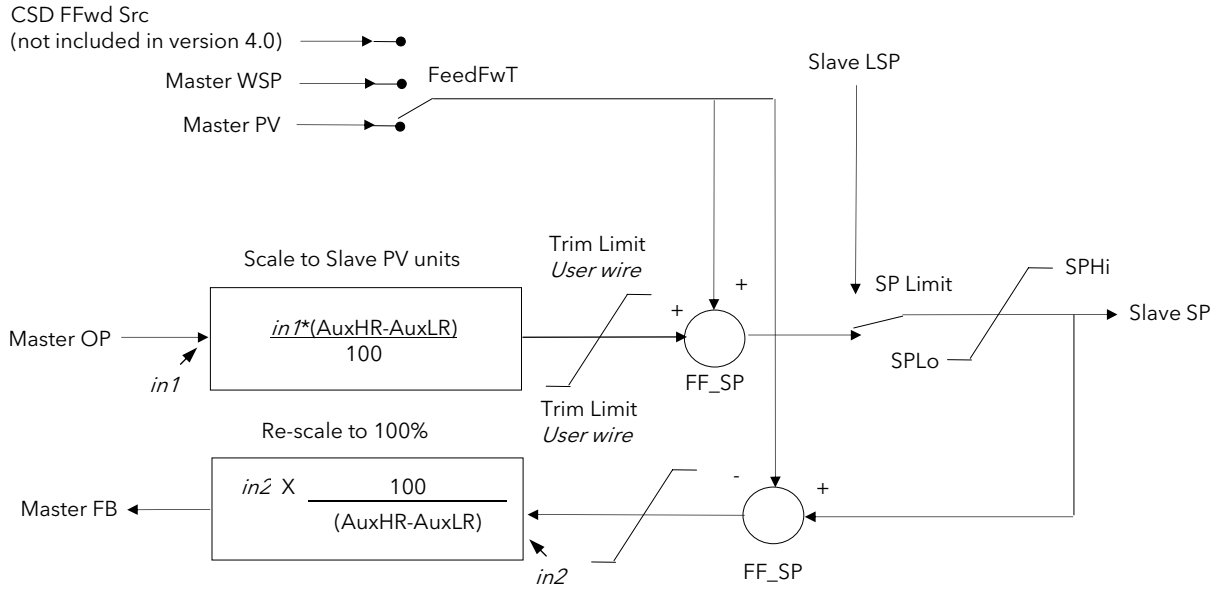 CSD FFwd Src
(not included in version 4.0)
Master WSP
FeedFwT
Master PV
Slave LSP
Scale to Slave PV units
Trim Limit
User wire
+
+
SP Limit
SPHi
Master OP
in1*(AuxHR-AuxLR)
100
Slave SP
SPLo
in1
FF_SP
Trim Limit
User wire
Re-scale to 100%
in2 X 100
(AuxHR-AuxLR)
-
+
Master FB
in2
FF_SP